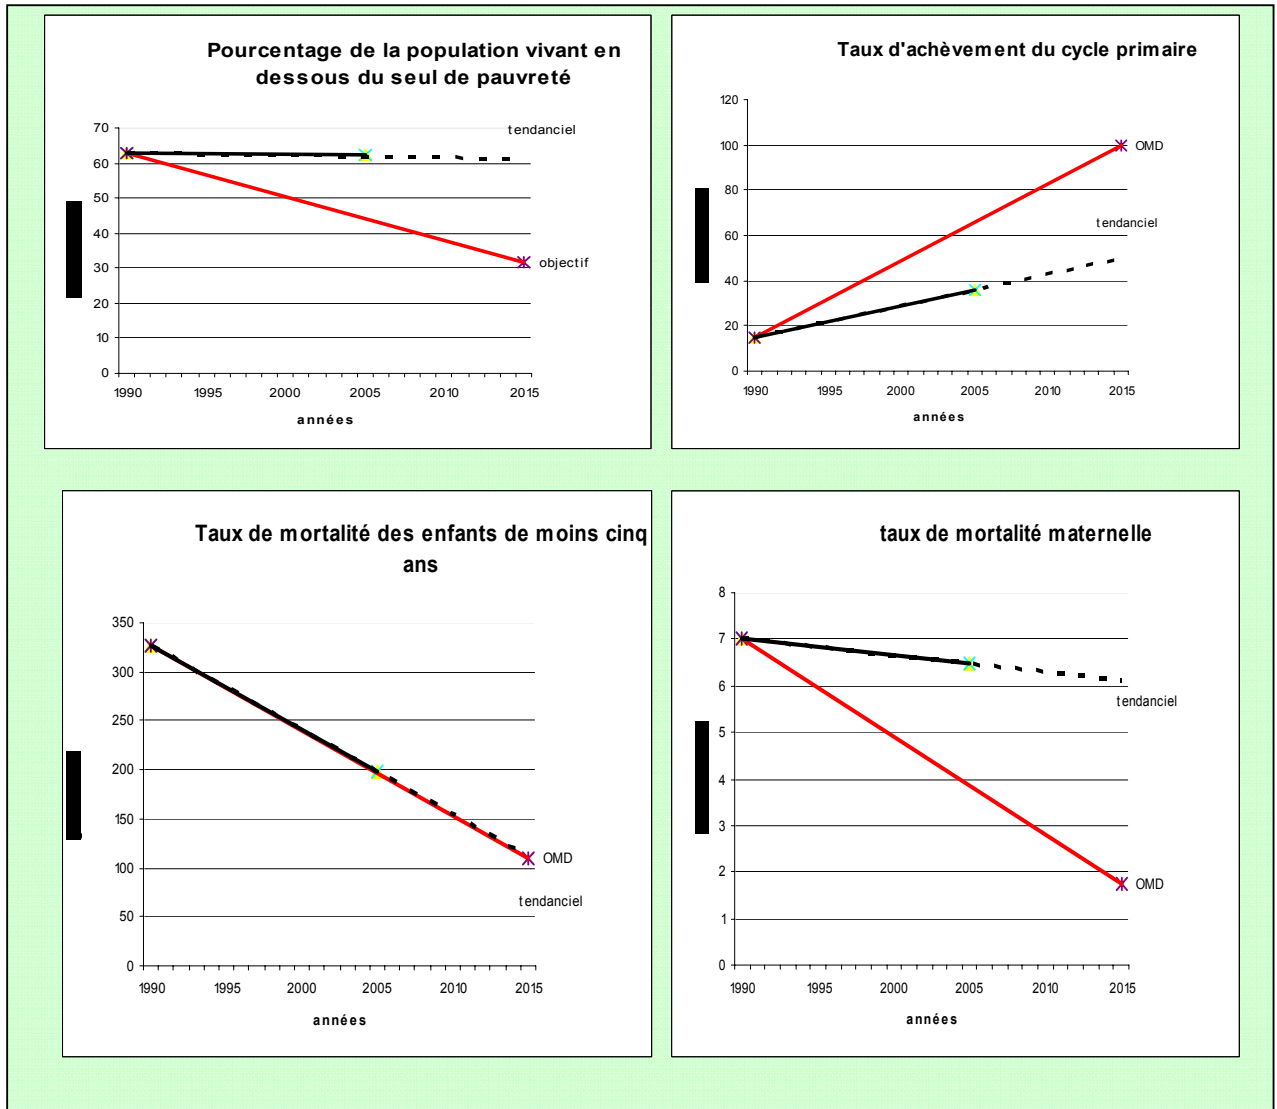 Pourcentage de la population vivant en
dessous du seul de pauvreté
70
60
50
40
30
20
10
0
tendanciel
objectif
1990 1995 2000 2005 2010 2015
années
Taux d'achèvement du cycle primaire
120
100
80
60
40
20
0
OMD
tendanciel
1990 1995 2000 2005 2010 2015
années
Taux de mortalité des enfants de moins cinq
ans
350
300
250
200
150
100
50
0
OMD
tendanciel
1990 1995 2000 2005 2010 2015
années
taux de mortalité maternelle
8
7
6
5
4
3
2
1
0
tendanciel
OMD
1990 1995 2000 2005 2010 2015
années